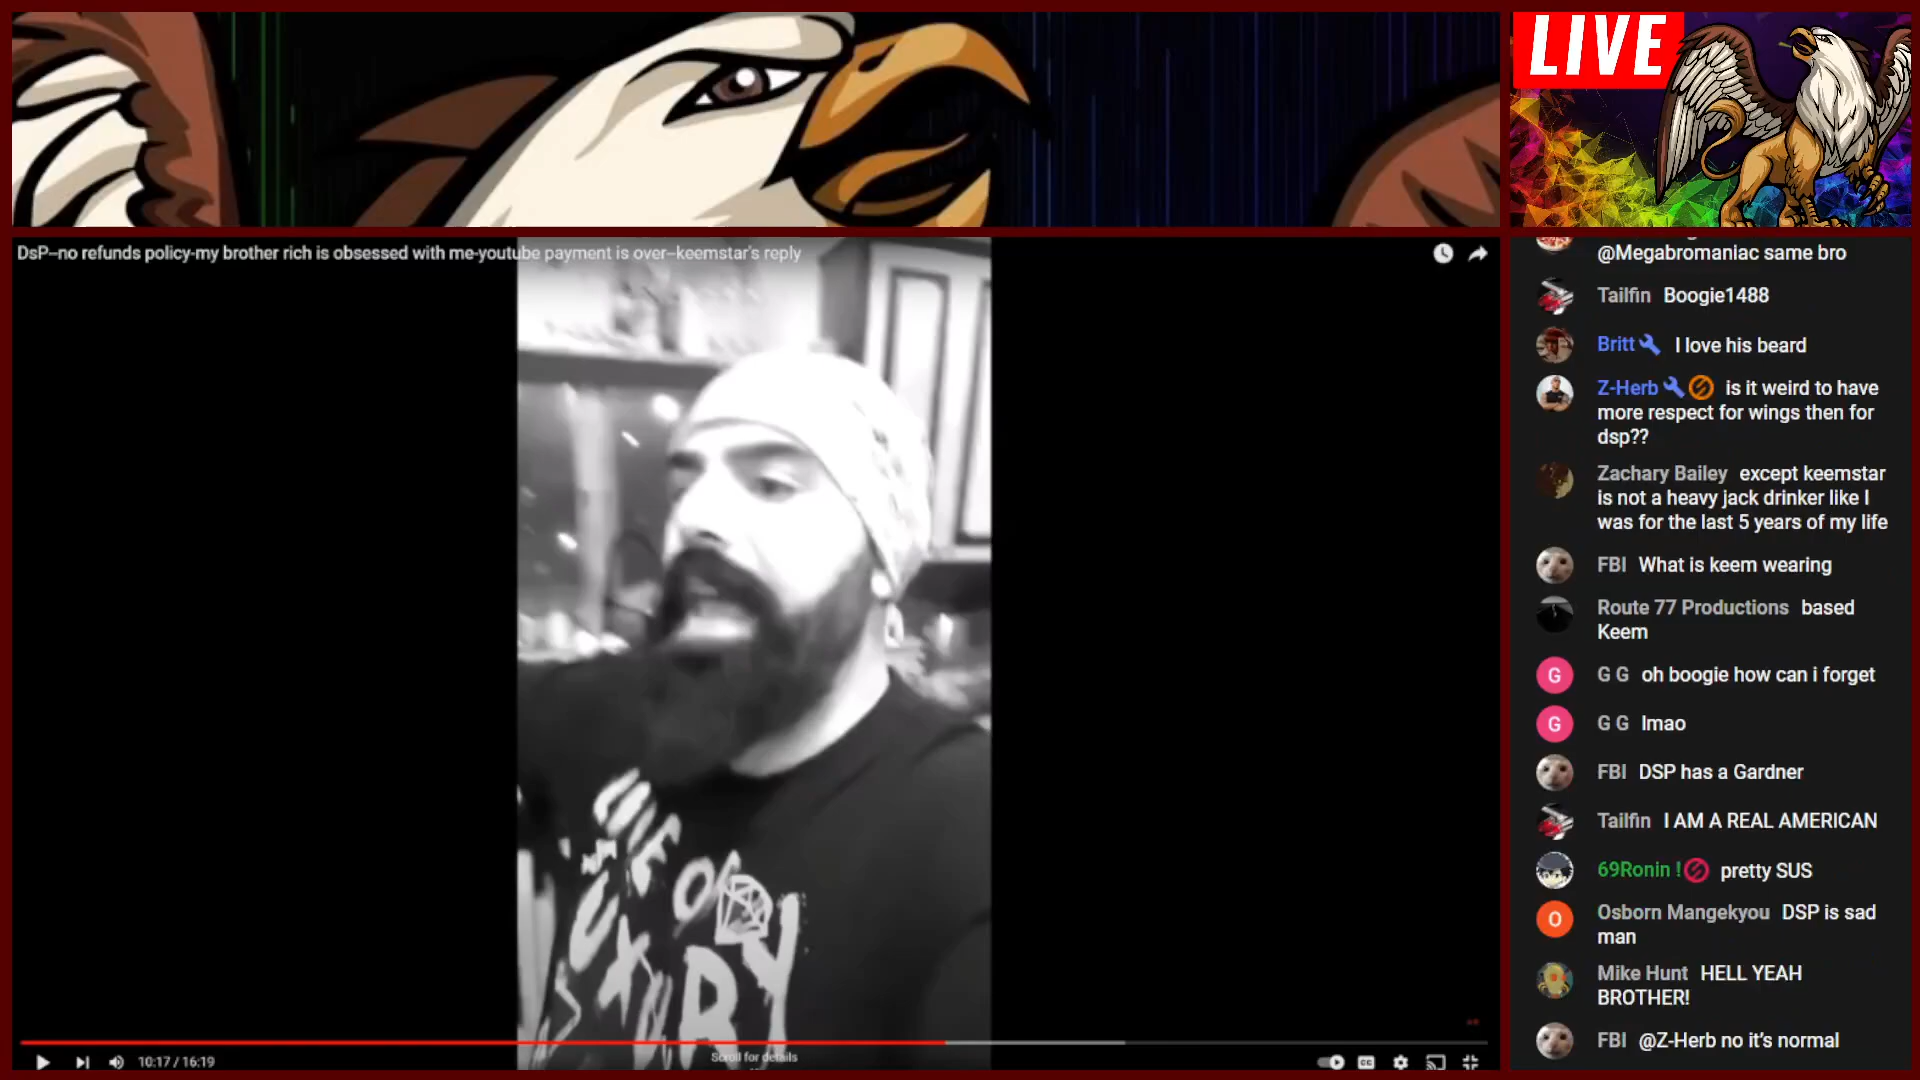 LIVE
DsP--no refunds policy-my brother rich is obsessed with me-youtube payment is over--keemstar's reply
@Megabromaniac same bro
Tailfin Boogie1488
Britt I love his beard
Z-Herb is it weird to have
more respect for wings then for
dsp??
Zachary Bailey except keemstar
is not a heavy jack drinker like I
was for the last 5 years of my life
FBI What is keem wearing
Route 77 Productions based
Keem
G G G oh boogie how can i forget
G G G lmao
FBI DSP has a Gardner
Tailfin I AM A REAL AMERICAN
69Ronin ! pretty SUS
O Osborn Mangekyou DSP is sad
man
Mike Hunt HELL YEAH
BROTHER!
FBI @Z-Herb no it's normal
OF
LUXURY
Scroll for details
10:17 / 16:19
CC